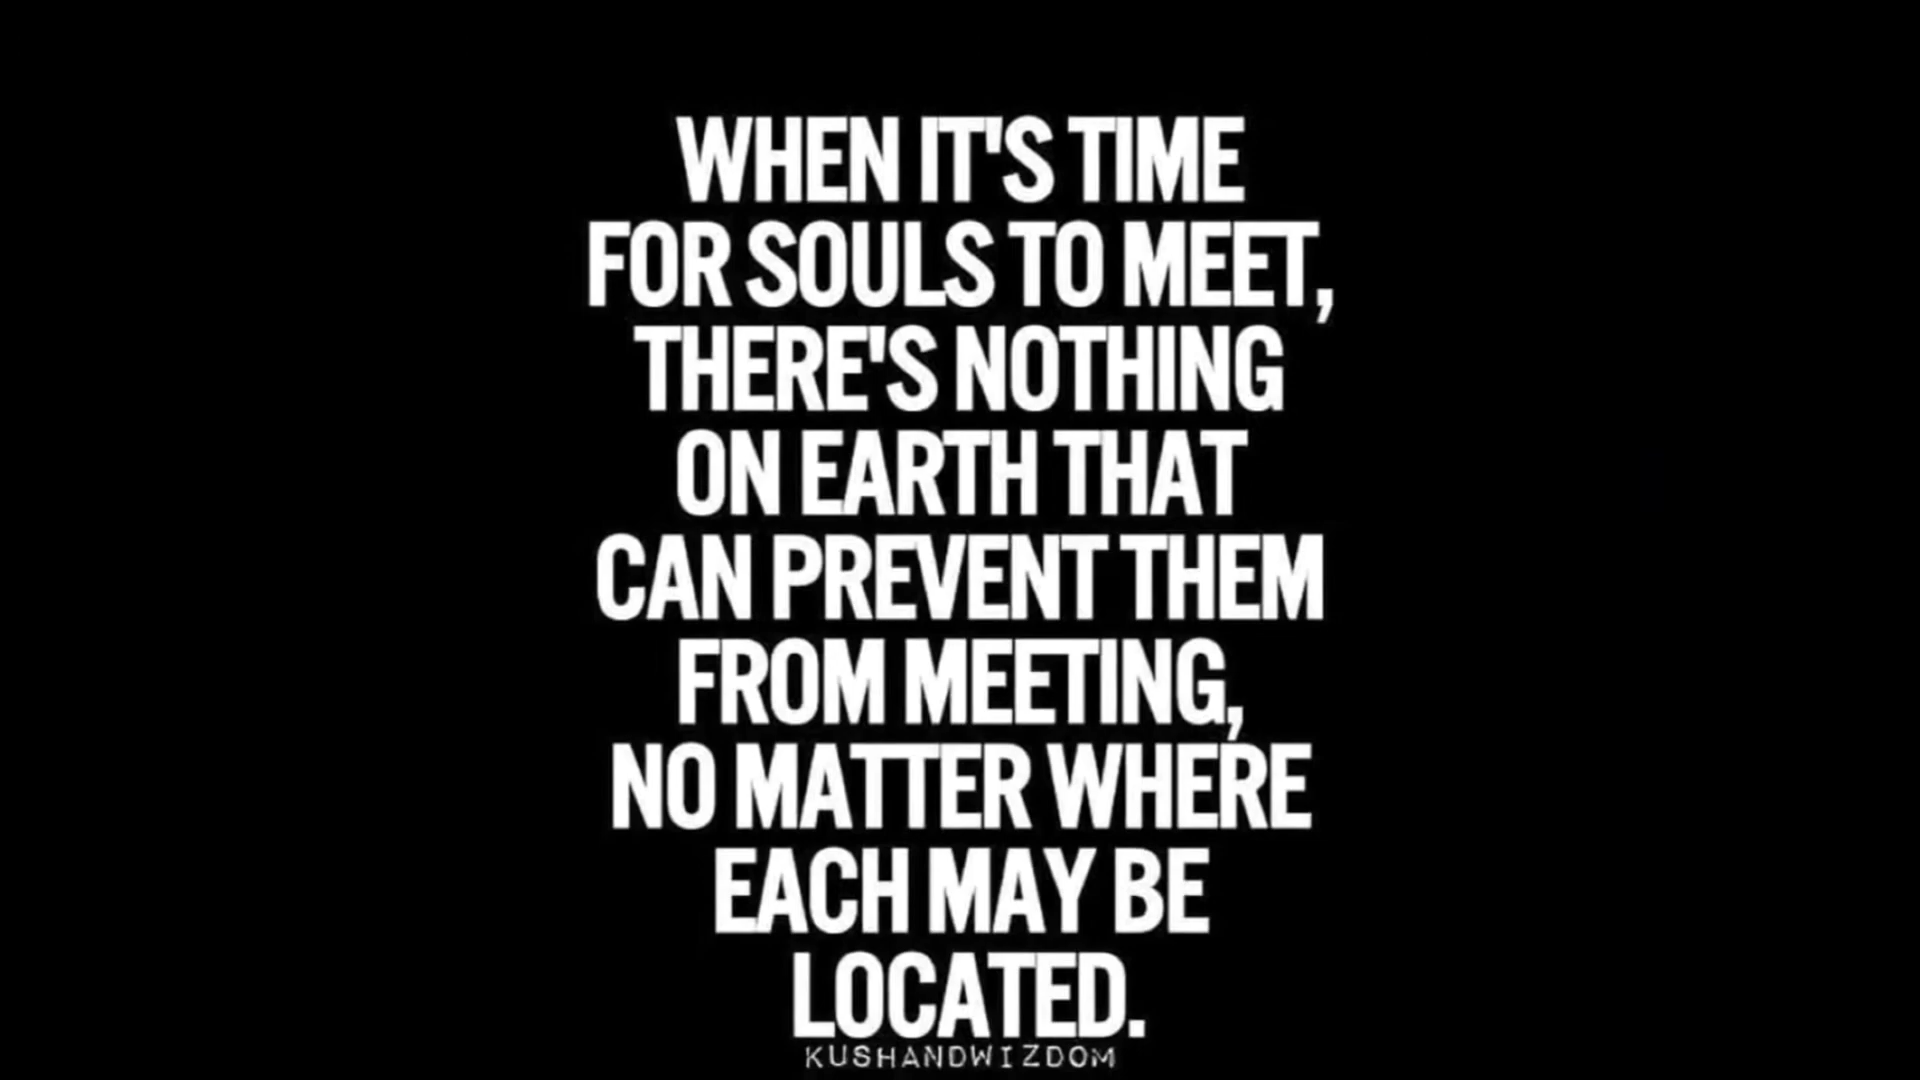 WHEN IT'S TIME
FOR SOULS TO MEET,
THERE'S NOTHING
ON EARTH THAT
CAN PREVENT THEM
FROM MEETING,
NO MATTER WHERE
EACH MAY BE
LOCATED.
KUSHANDWIZDOM